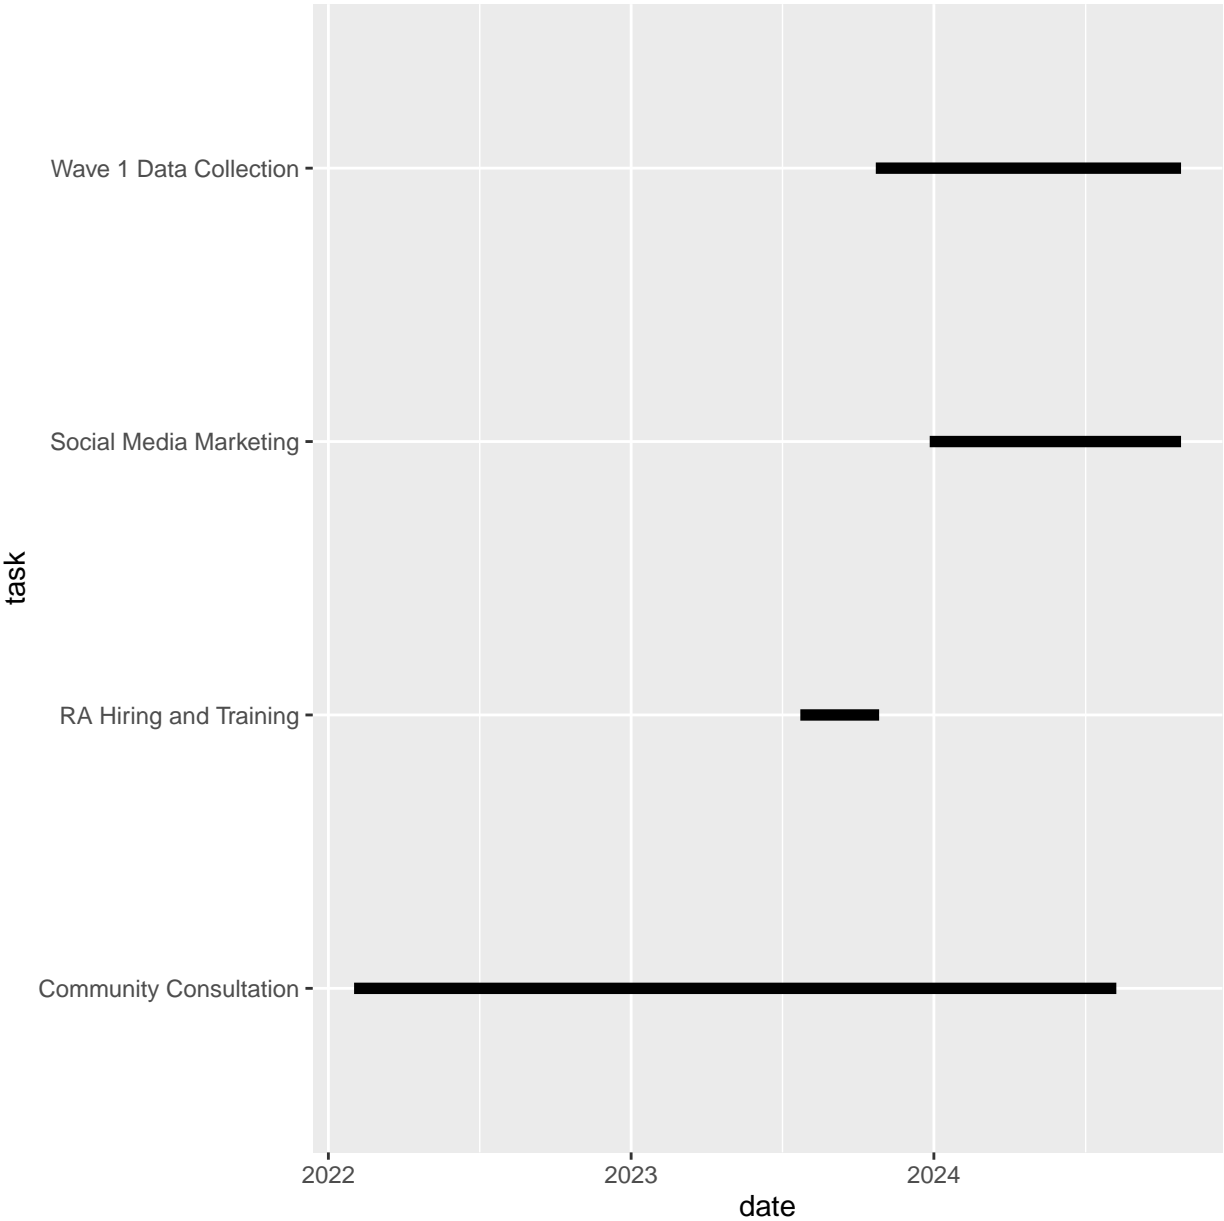 Wave 1 Data Collection
Social Media Marketing
task
RA Hiring and Training
Community Consultation
2022 2023 2024
date